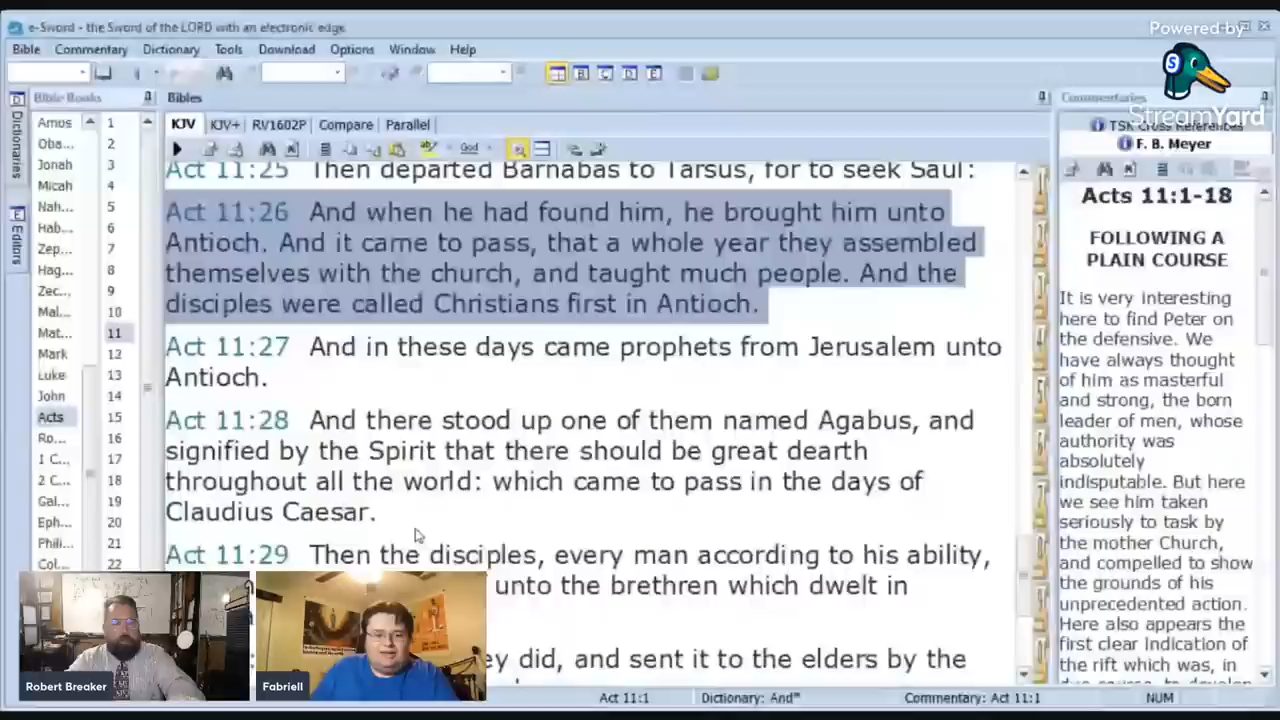 e-Sword - the Sword of the LORD with an electronic edge
Powered by
StreamYard
Bible Commentary Dictionary Tools Download Options Window Help
Bible Books
Bibles
Commentaries
Dictionaries
Editors
KJV KJV+ RV1602P Compare Parallel
TSK Cross References
F. B. Meyer
Amos
Oba...
Jonah
Micah
Nah...
Hab...
Zep...
Hag...
Zec...
Mal...
Mat...
Mark
Luke
John
Acts
Ro...
1 C...
2 C...
Gal...
Eph...
Phili...
Col...
1
2
3
4
5
6
7
8
9
10
11
12
13
14
15
16
17
18
19
20
21
22
Act 11:25 Then departed Barnabas to Tarsus, for to seek Saul:
Act 11:26 And when he had found him, he brought him unto
Antioch. And it came to pass, that a whole year they assembled
themselves with the church, and taught much people. And the
disciples were called Christians first in Antioch.
Act 11:27 And in these days came prophets from Jerusalem unto
Antioch.
Act 11:28 And there stood up one of them named Agabus, and
signified by the Spirit that there should be great dearth
throughout all the world: which came to pass in the days of
Claudius Caesar.
Act 11:29 Then the disciples, every man according to his ability,
unto the brethren which dwelt in
did, and sent it to the elders by the
Acts 11:1-18
FOLLOWING A
PLAIN COURSE
It is very interesting
here to find Peter on
the defensive. We
have always thought
of him as masterful
and strong, the born
leader of men, whose
authority was
absolutely
indisputable. But here
we see him taken
seriously to task by
the mother Church,
and compelled to show
the grounds of his
unprecedented action.
Here also appears the
first clear indication of
the rift which was, in
Robert Breaker
Fabriell
Act 11:1
Dictionary: And*
Commentary: Act 11:1
NUM